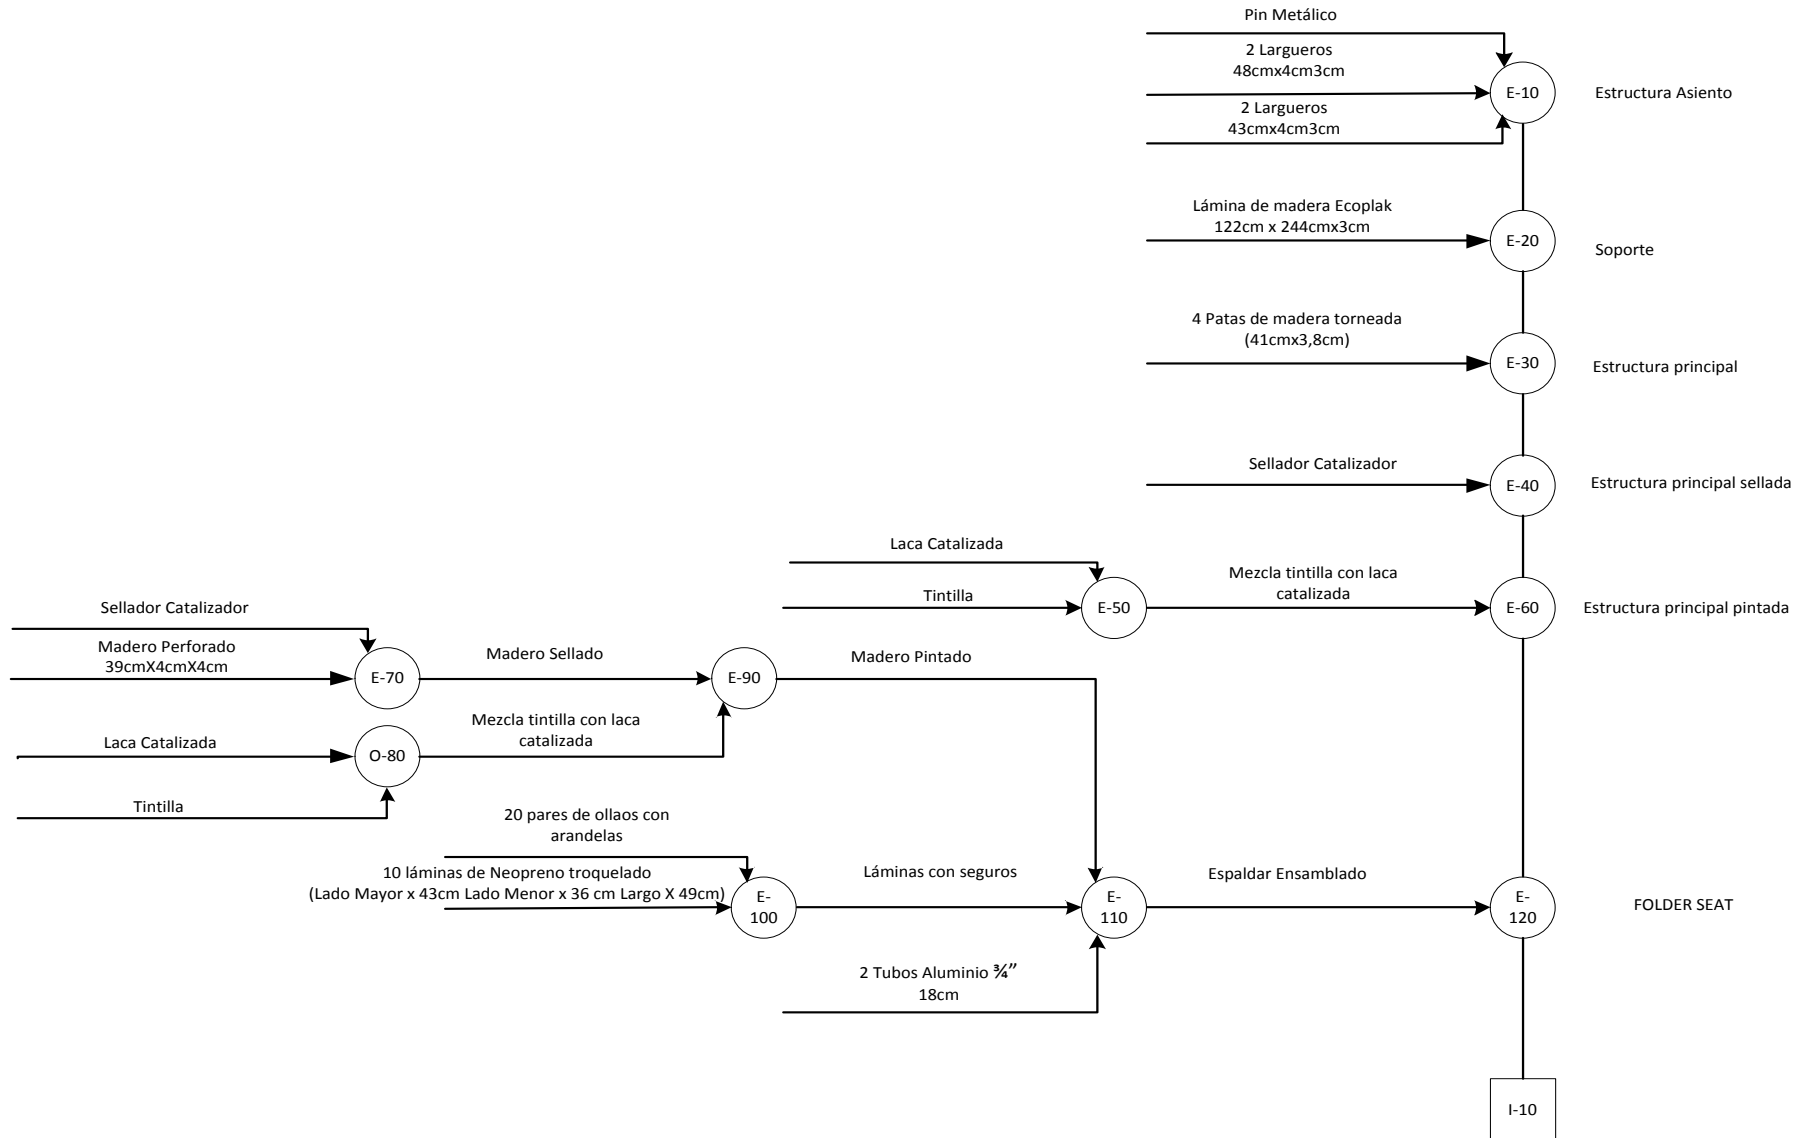 Pin Metálico
2 Largueros
48cmx4cm3cm
E-10
Estructura Asiento
2 Largueros
43cmx4cm3cm
Lámina de madera Ecoplak
122cm x 244cmx3cm
E-20
Soporte
4 Patas de madera torneada
(41cmx3,8cm)
E-30
Estructura principal
Sellador Catalizador
E-40
Estructura principal sellada
Laca Catalizada
Tintilla
E-50
Mezcla tintilla con laca
catalizada
E-60
Estructura principal pintada
Sellador Catalizador
Madero Perforado
39cmX4cmX4cm
E-70
Madero Sellado
E-90
Madero Pintado
Laca Catalizada
O-80
Mezcla tintilla con laca
catalizada
Tintilla
20 pares de ollaos con
arandelas
10 láminas de Neopreno troquelado
(Lado Mayor x 43cm Lado Menor x 36 cm Largo X 49cm)
E-
100
Láminas con seguros
E-
110
Espaldar Ensamblado
E-
120
FOLDER SEAT
2 Tubos Aluminio ¾”
18cm
I-10